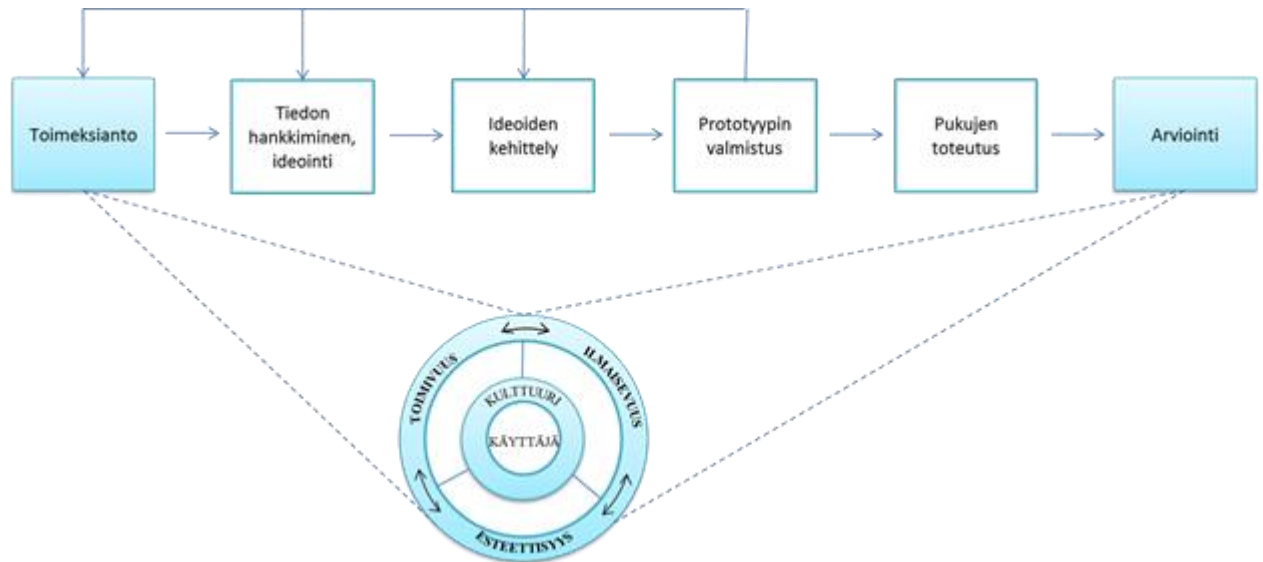 Toimeksianto
Tiedon
hankkiminen,
ideointi
Ideoiden
kehittely
Prototyypin
valmistus
Pukujen
toteutus
Arviointi
TOIMIVUUS
ILMAISEVUUS
KULTTUURI
KÄYTTÄJÄ
ESTEETTISYYS